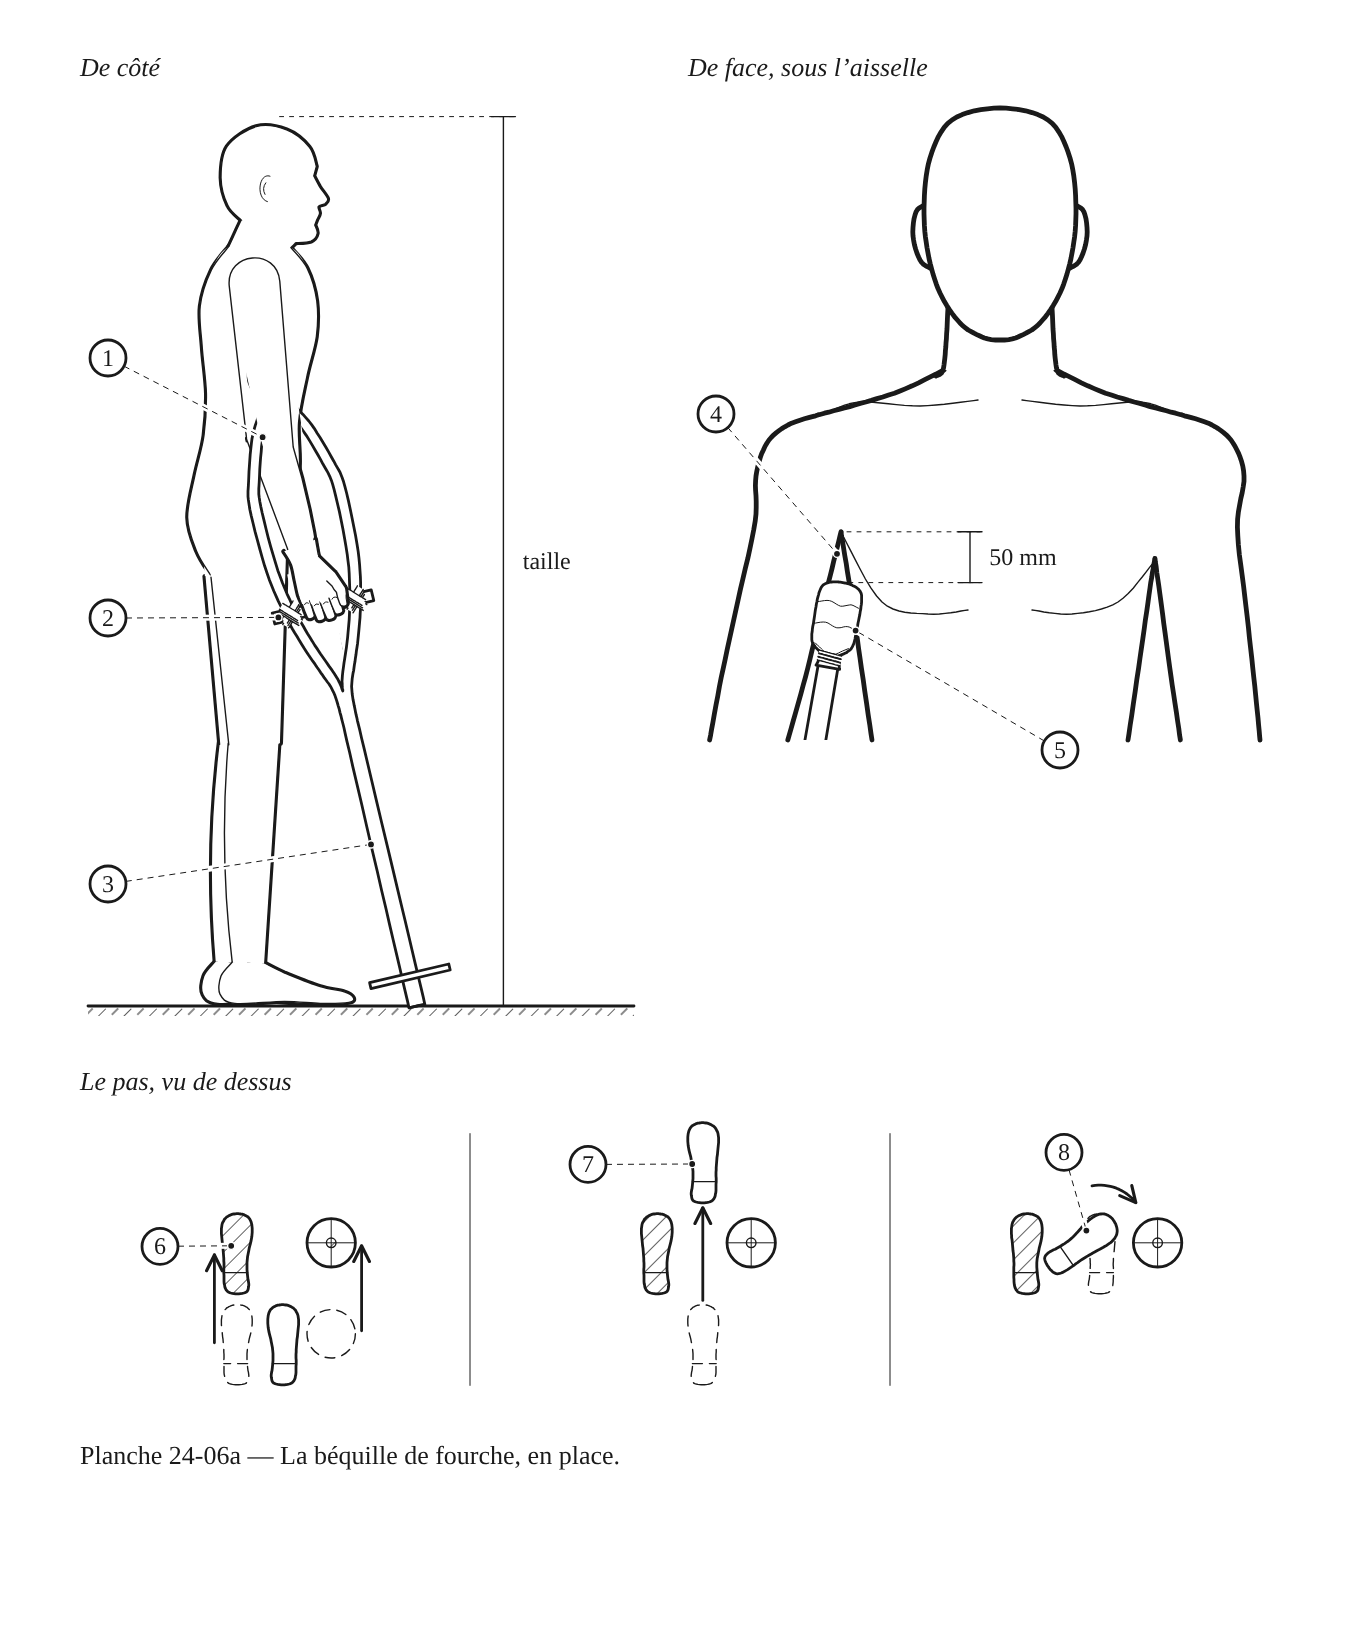 De côté
De face, sous l’aisselle
1
4
taille
50 mm
2
5
3
Le pas, vu de dessus
8
7
6
Planche 24-06a — La béquille de fourche, en place.